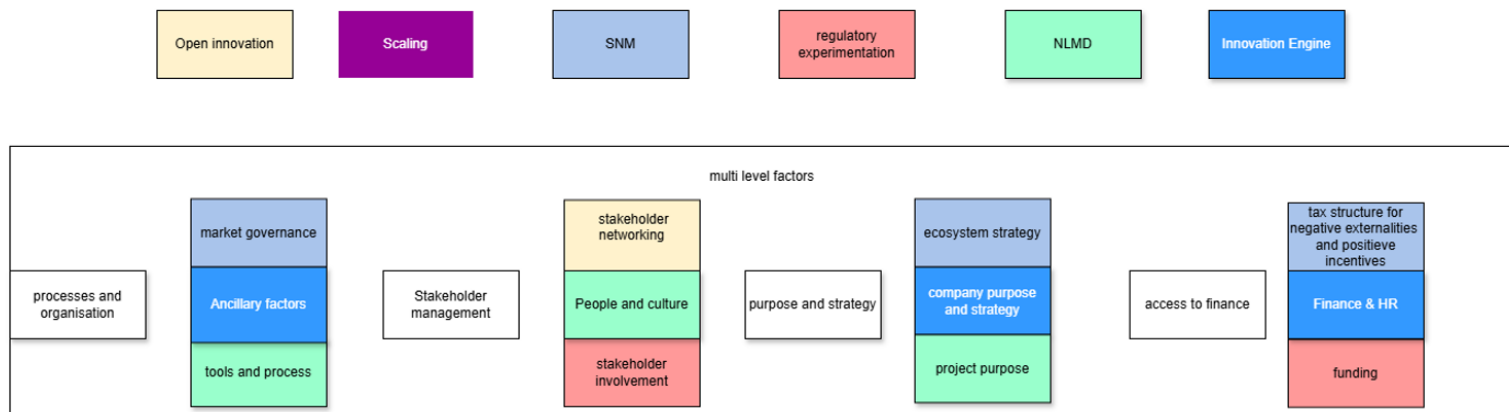 Open innovation
Scaling
SNM
regulatory
experimentation
NLMD
Innovation Engine
multi level factors
processes and
organisation
market governance
Ancillary factors
tools and process
Stakeholder
management
stakeholder
networking
People and culture
stakeholder
involvement
purpose and strategy
ecosystem strategy
company purpose
and strategy
project purpose
access to finance
tax structure for
negative externalities
and positieve
incentives
Finance & HR
funding